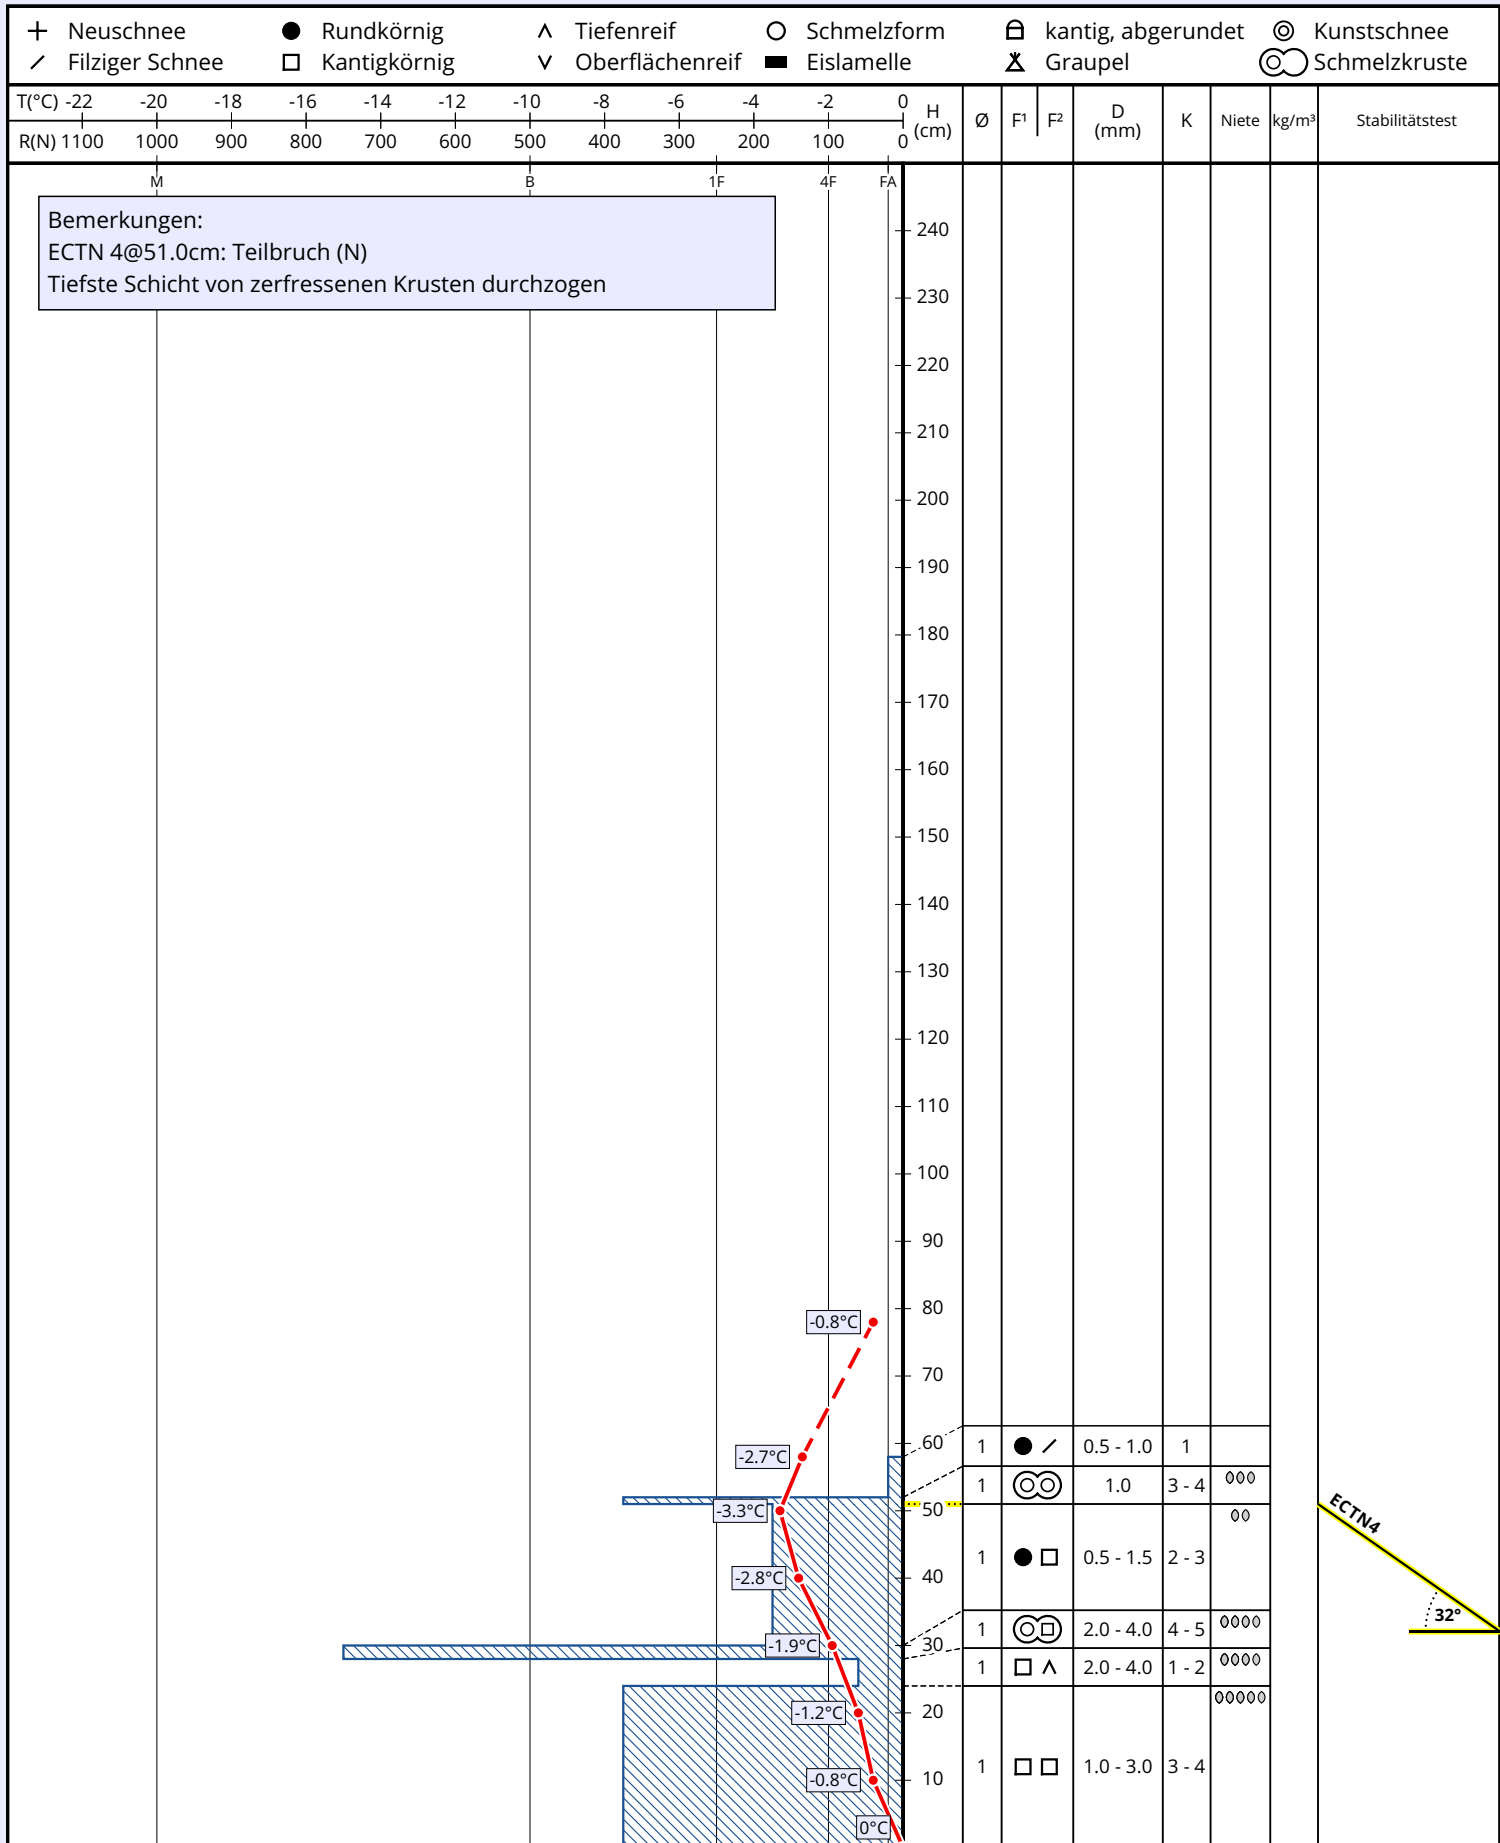 Neuschnee Rundkörnig Tiefenreif Schmelzform kantig, abgerundet Kunstschnee
Filziger Schnee Kantigkörnig Oberflächenreif Eislamelle Graupel Schmelzkruste
T(°C) -22 -20 -18 -16 -14 -12 -10 -8 -6 -4 -2 0
R(N) 1100 1000 900 800 700 600 500 400 300 200 100 0
H (cm) Ø F¹ F² D (mm) K Niete kg/m³ Stabilitätstest
M B 1F 4F FA
Bemerkungen:
ECTN 4@51.0cm: Teilbruch (N)
Tiefste Schicht von zerfressenen Krusten durchzogen
240
230
220
210
200
190
180
170
160
150
140
130
120
110
100
90
80
-0.8°C
70
60
1 0.5 - 1.0 1
-2.7°C
1 1.0 3 - 4
50
-3.3°C
ECTN4
1 0.5 - 1.5 2 - 3
40
-2.8°C
32°
1 2.0 - 4.0 4 - 5
30
-1.9°C
1 2.0 - 4.0 1 - 2
20
-1.2°C
1 1.0 - 3.0 3 - 4
10
-0.8°C
0°C